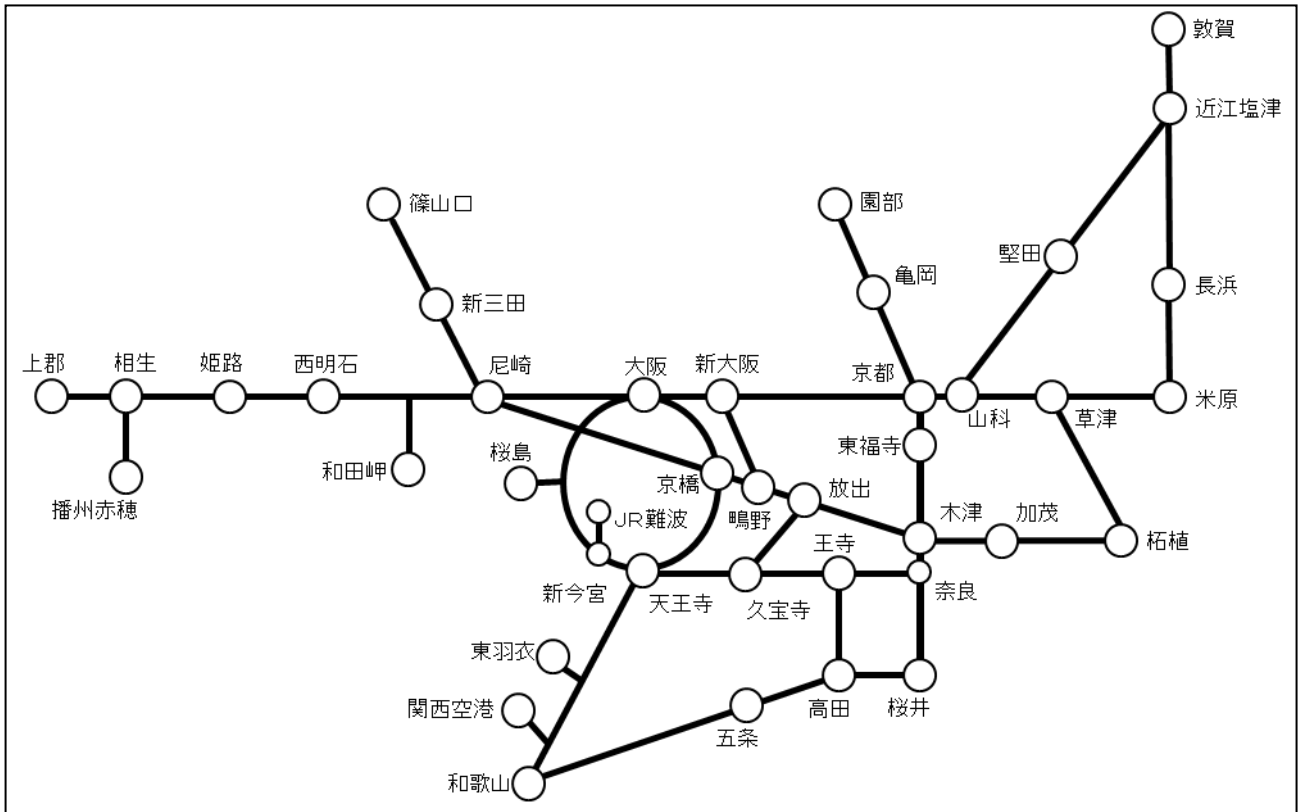 敦賀
近江塩津
篠山口
園部
堅田
亀岡
長浜
新三田
上郡
相生
姫路
西明石
尼崎
大阪
新大阪
京都
山科
草津
米原
東福寺
桜島
和田岬
京橋
播州赤穂
放出
JR難波
鴫野
木津
加茂
柘植
王寺
新今宮
天王寺
久宝寺
奈良
東羽衣
関西空港
高田
桜井
五条
和歌山